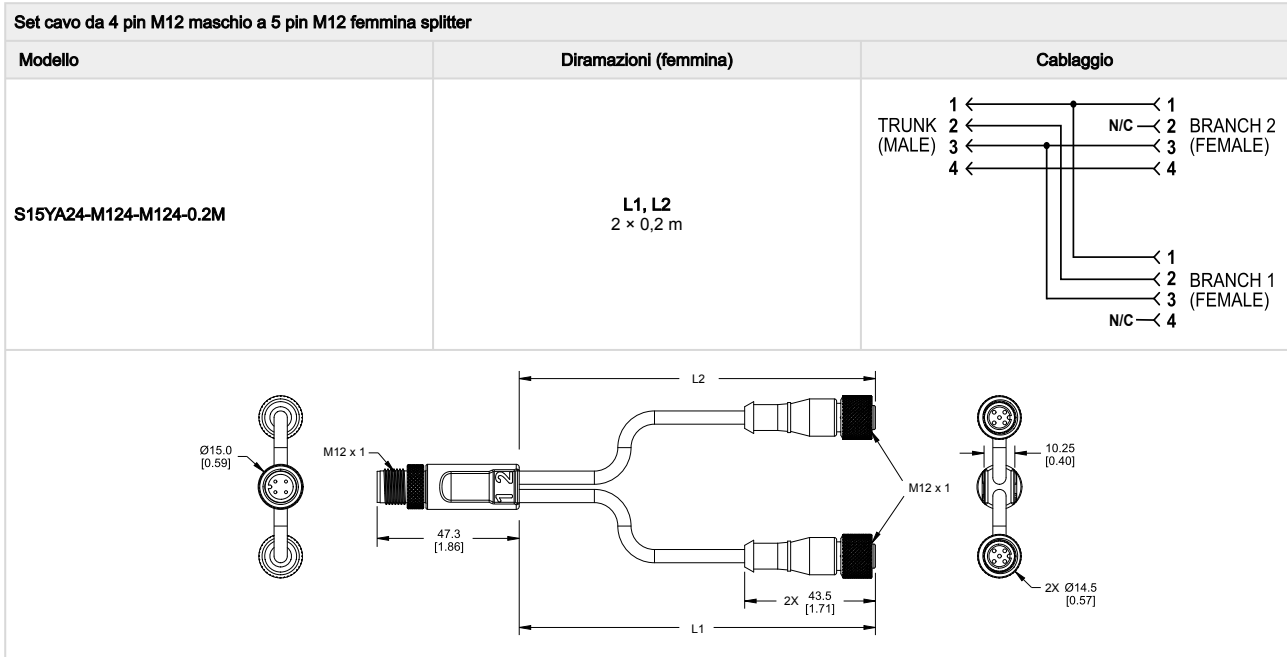 Set cavo da 4 pin M12 maschio a 5 pin M12 femmina splitter
Modello
Diramazioni (femmina)
Cablaggio
S15YA24-M124-M124-0.2M
L1, L2
2 × 0,2 m
TRUNK
(MALE)
1
2
3
4
N/C
1
2
3
4
BRANCH 2
(FEMALE)
1
2
3
4
N/C
BRANCH 1
(FEMALE)
Ø15.0
[0.59]
M12 x 1
12
47.3
[1.86]
L2
M12 x 1
2X 43.5
[1.71]
L1
10.25
[0.40]
2X Ø14.5
[0.57]